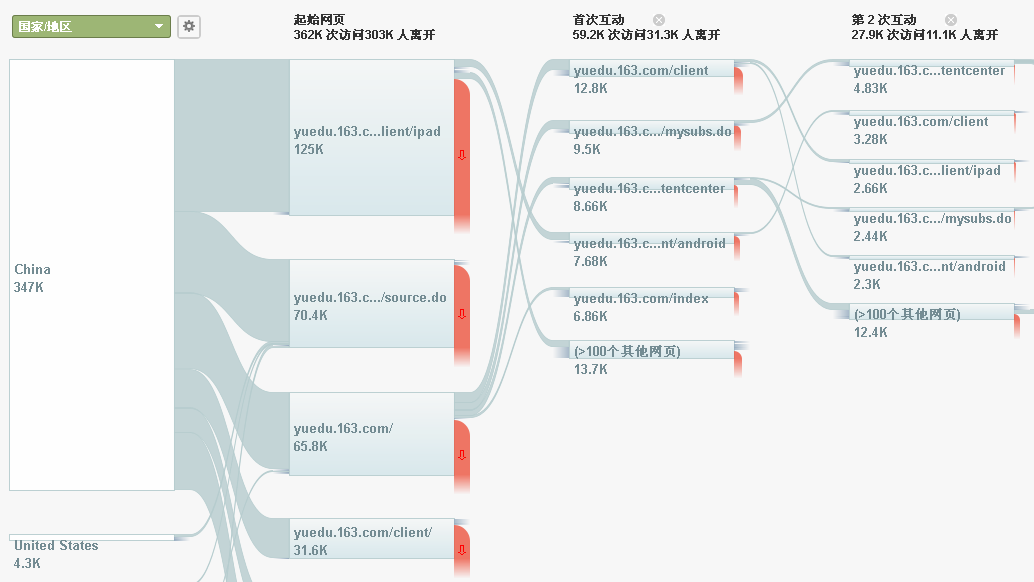 国家/地区
起始网页
362K 次访问303K 人离开
首次互动
59.2K 次访问31.3K 人离开
第 2 次互动
27.9K 次访问11.1K 人离开
China
347K
United States
4.3K
yuedu.163.c...lient/ipad
125K
yuedu.163.c.../source.do
70.4K
yuedu.163.com/
65.8K
yuedu.163.com/client/
31.6K
yuedu.163.com/client
12.8K
yuedu.163.c.../mysubs.do
9.5K
yuedu.163.c...tentcenter
8.66K
yuedu.163.c...nt/android
7.68K
yuedu.163.com/index
6.86K
(>100个其他网页)
13.7K
yuedu.163.c...tentcenter
4.83K
yuedu.163.com/client
3.28K
yuedu.163.c...lient/ipad
2.66K
yuedu.163.c.../mysubs.do
2.44K
yuedu.163.c...nt/android
2.3K
(>100个其他网页)
12.4K